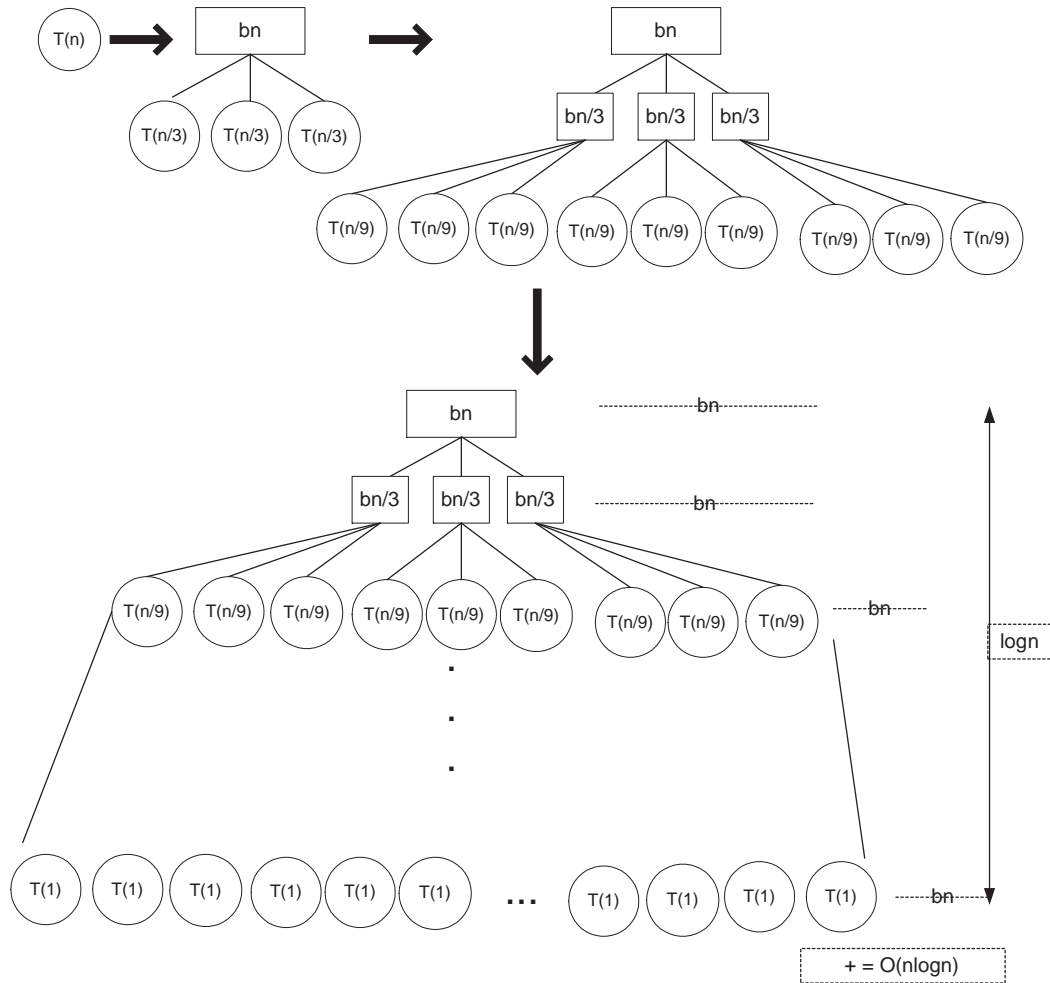 T(n)
bn
bn
T(n/3) T(n/3) T(n/3)
bn/3 bn/3 bn/3
T(n/9) T(n/9) T(n/9) T(n/9) T(n/9) T(n/9) T(n/9) T(n/9) T(n/9)
bn
bn
bn/3 bn/3 bn/3
bn
T(n/9) T(n/9) T(n/9) T(n/9) T(n/9) T(n/9) T(n/9) T(n/9) T(n/9)
bn
logn
.
.
.
T(1) T(1) T(1) T(1) T(1) T(1) ... T(1) T(1) T(1) T(1)
bn
+ = O(nlogn)